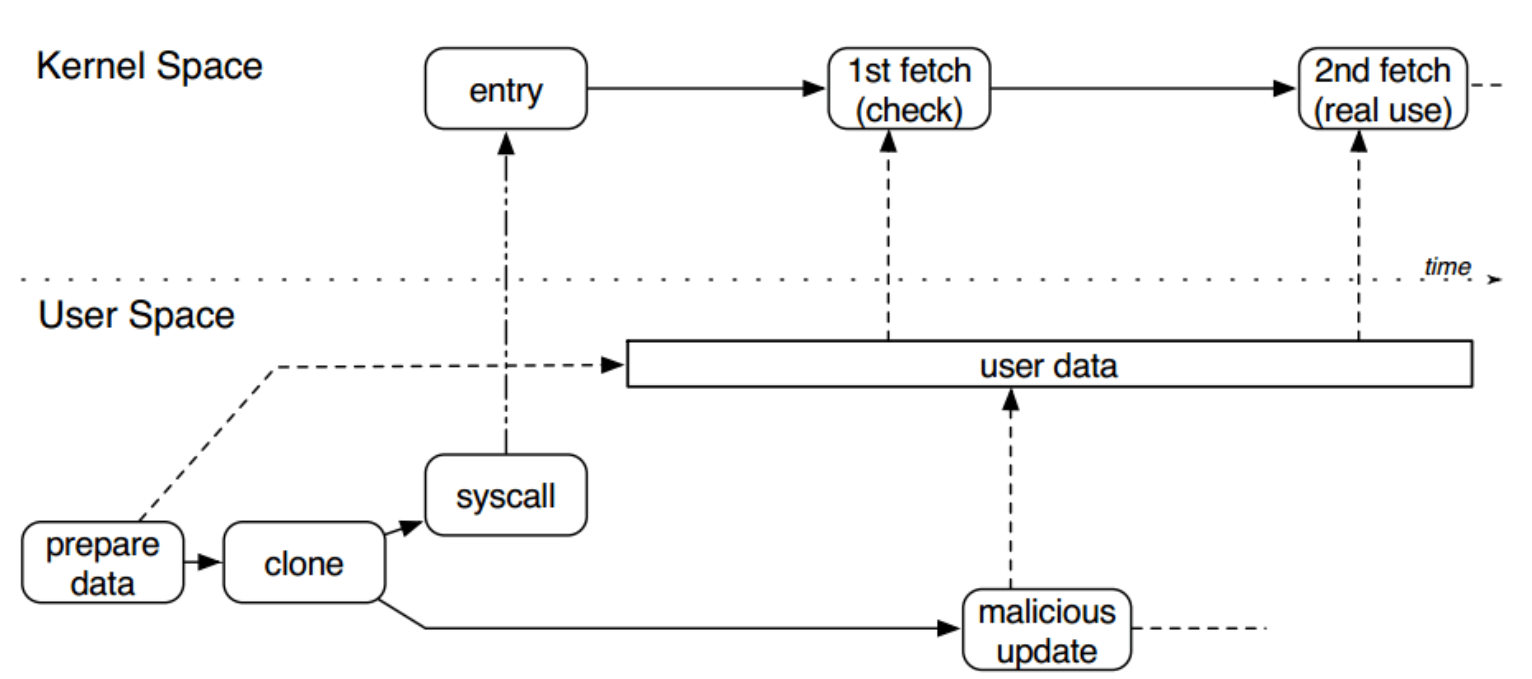 Kernel Space
entry
1st fetch
(check)
2nd fetch
(real use)
time
User Space
user data
syscall
prepare
data
clone
malicious
update